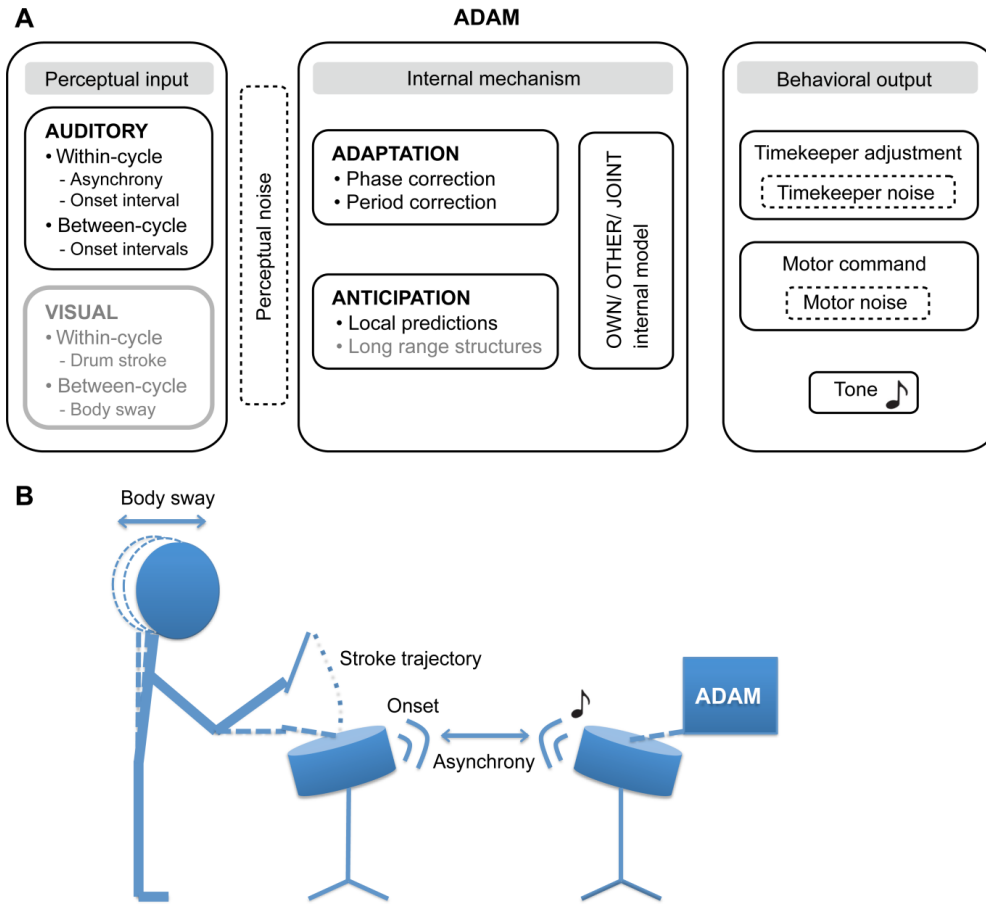 A
ADAM
Perceptual input
AUDITORY
• Within-cycle
- Asynchrony
- Onset interval
• Between-cycle
- Onset intervals
VISUAL
• Within-cycle
- Drum stroke
• Between-cycle
- Body sway
Perceptual noise
Internal mechanism
ADAPTATION
• Phase correction
• Period correction
ANTICIPATION
• Local predictions
• Long range structures
OWN/ OTHER/ JOINT
internal model
Behavioral output
Timekeeper adjustment
Timekeeper noise
Motor command
Motor noise
Tone
B
Body sway
Stroke trajectory
Onset
Asynchrony
ADAM